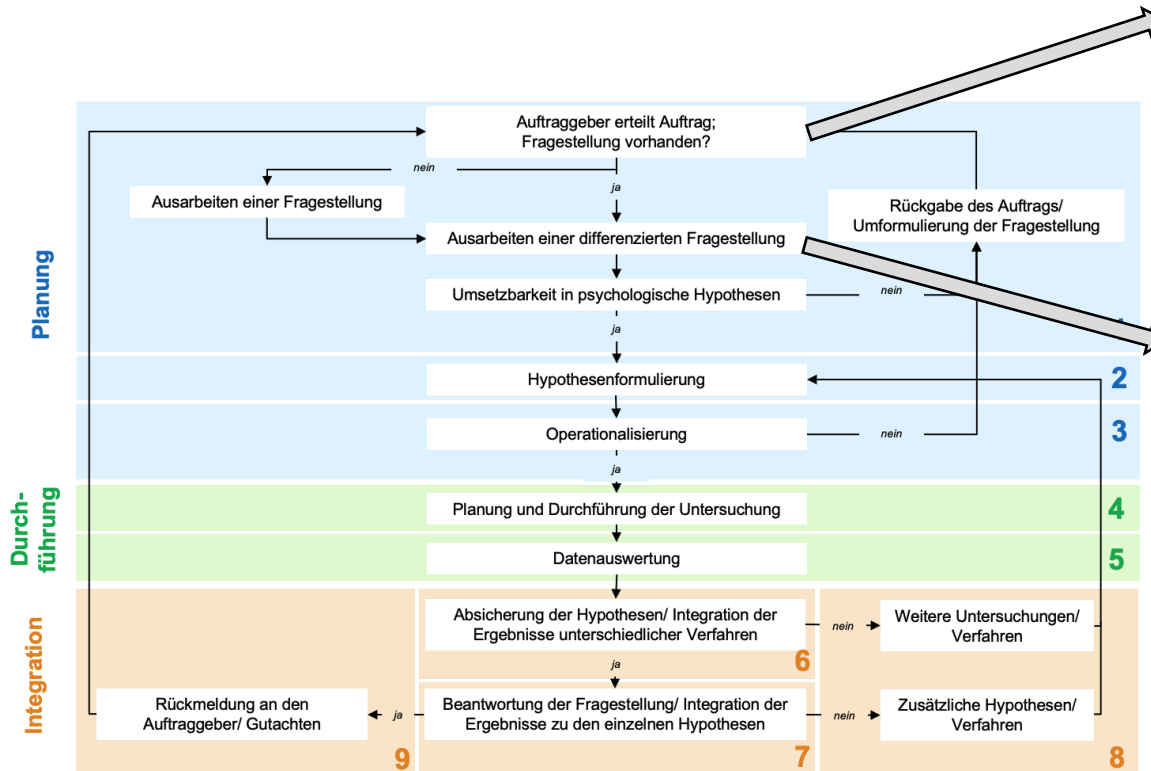 Auftraggeber erteilt Auftrag;
Fragestellung vorhanden?
nein
ja
Ausarbeiten einer Fragestellung
Rückgabe des Auftrags/
Umformulierung der Fragestellung
Ausarbeiten einer differenzierten Fragestellung
Umsetzbarkeit in psychologische Hypothesen
nein
ja
Planung
Hypothesenformulierung
2
Operationalisierung
nein
3
ja
Durch-
führung
Planung und Durchführung der Untersuchung
4
Datenauswertung
5
Integration
Absicherung der Hypothesen/ Integration der
Ergebnisse unterschiedlicher Verfahren
nein
Weitere Untersuchungen/
Verfahren
6
ja
Rückmeldung an den
Auftraggeber/ Gutachten
ja
Beantwortung der Fragestellung/ Integration der
Ergebnisse zu den einzelnen Hypothesen
nein
Zusätzliche Hypothesen/
Verfahren
9
7
8